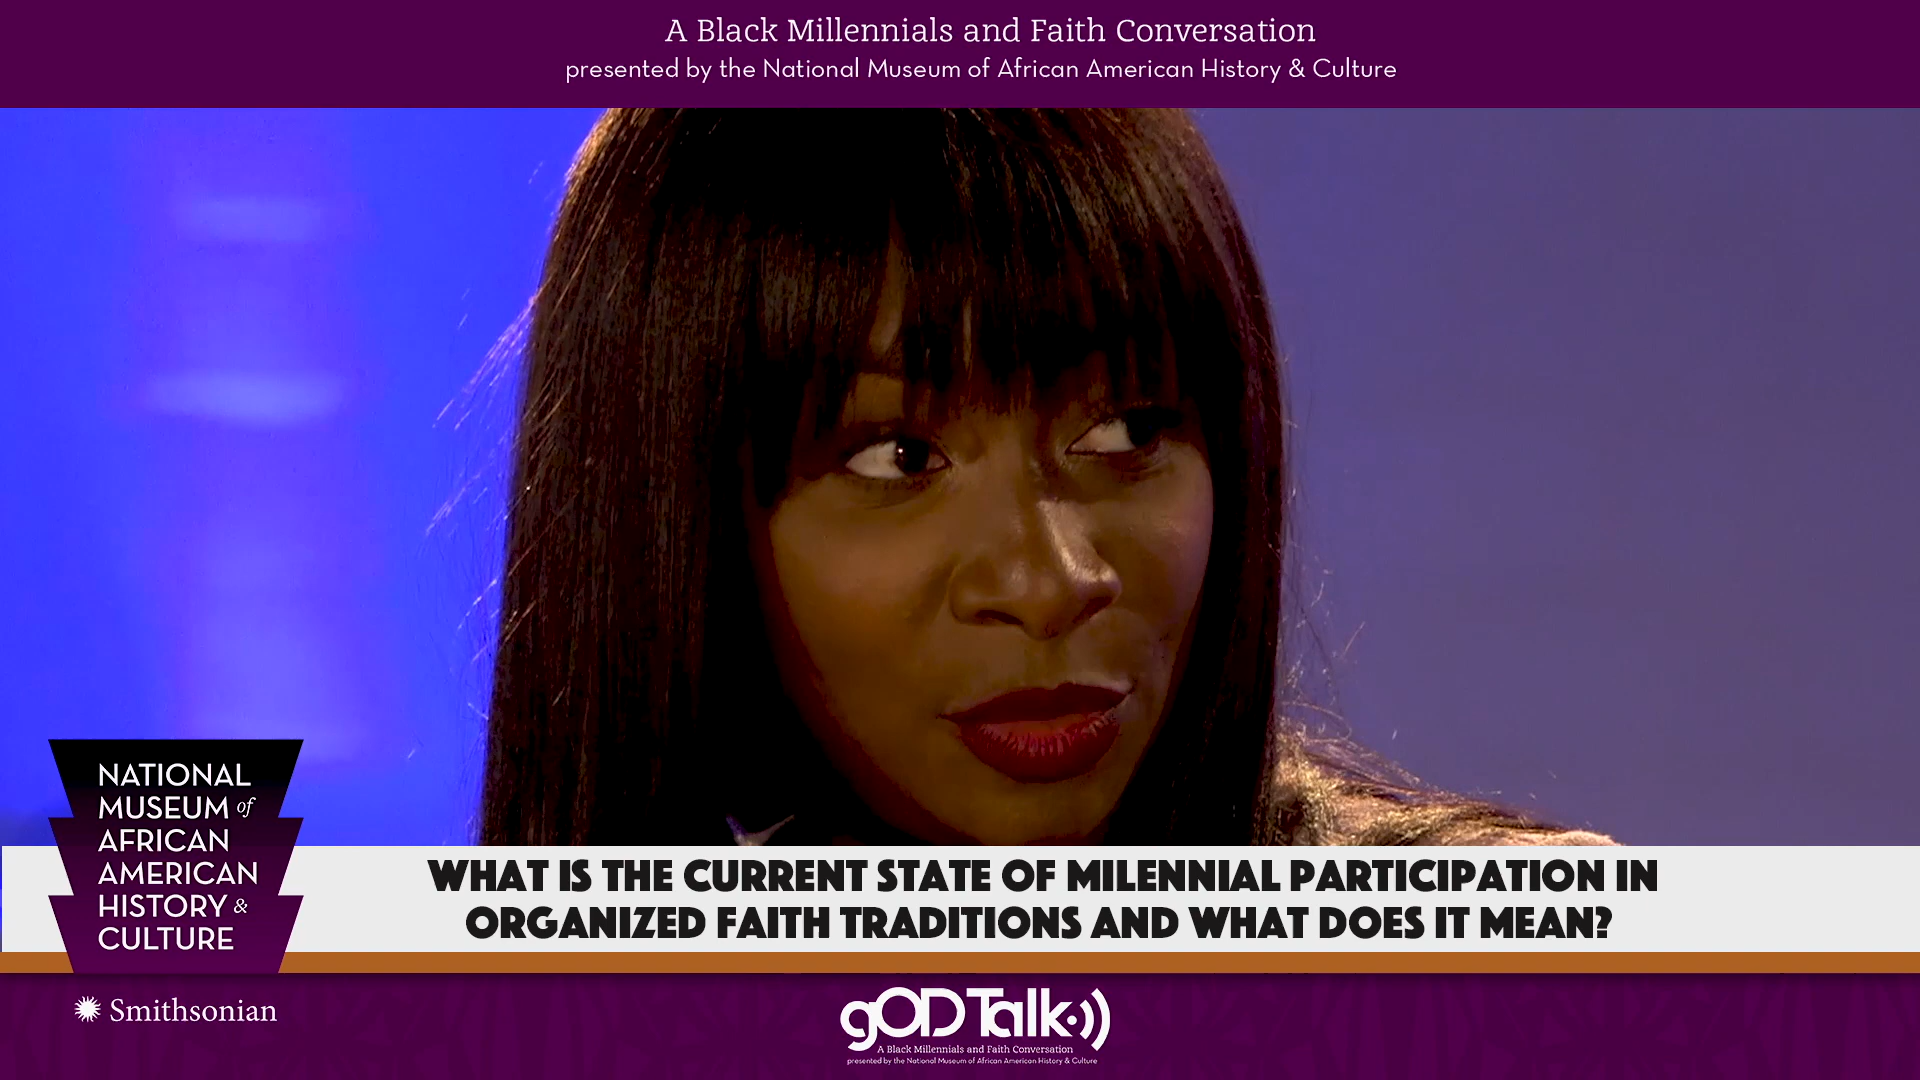 A Black Millennials and Faith Conversation
presented by the National Museum of African American History & Culture
NATIONAL
MUSEUM of
AFRICAN
AMERICAN
HISTORY &
CULTURE
WHAT IS THE CURRENT STATE OF MILENNIAL PARTICIPATION IN
ORGANIZED FAITH TRADITIONS AND WHAT DOES IT MEAN?
Smithsonian
gOD Talk
A Black Millennials and Faith Conversation
presented by the National Museum of African American History & Culture